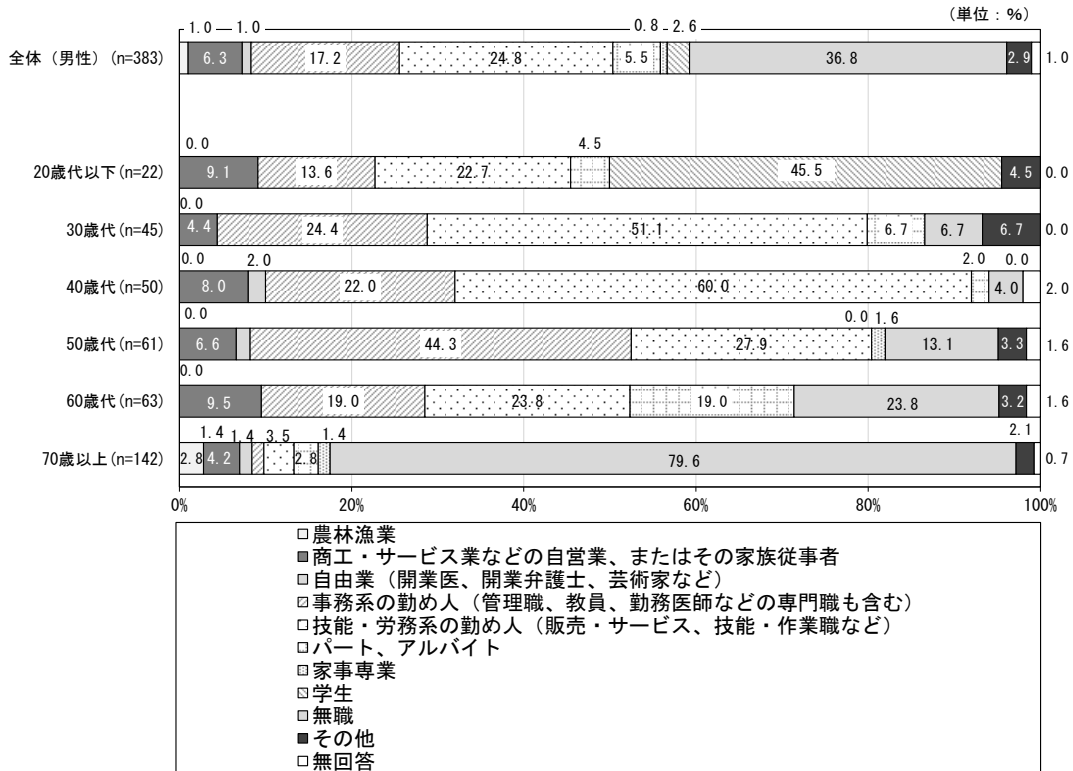 （単位：％）
1.0 1.0 0.8 2.6
全体（男性）(n=383) 6.3 17.2 24.8 5.5 36.8 2.9 1.0
0.0 4.5
20歳代以下(n=22) 9.1 13.6 22.7 45.5 4.5 0.0
0.0
30歳代(n=45) 4.4 24.4 51.1 6.7 6.7 6.7 0.0
0.0 2.0 2.0 0.0
40歳代(n=50) 8.0 22.0 60.0 4.0 2.0
0.0 0.0 1.6
50歳代(n=61) 6.6 44.3 27.9 13.1 3.3 1.6
0.0
60歳代(n=63) 9.5 19.0 23.8 19.0 23.8 3.2 1.6
1.4 1.4 3.5 1.4 2.1
70歳以上(n=142) 2.8 4.2 2.8 79.6 0.7
0% 20% 40% 60% 80% 100%
農林漁業
商工・サービス業などの自営業、またはその家族従事者
自由業（開業医、開業弁護士、芸術家など）
事務系の勤め人（管理職、教員、勤務医師などの専門職も含む）
技能・労務系の勤め人（販売・サービス、技能・作業職など）
パート、アルバイト
家事専業
学生
無職
その他
無回答